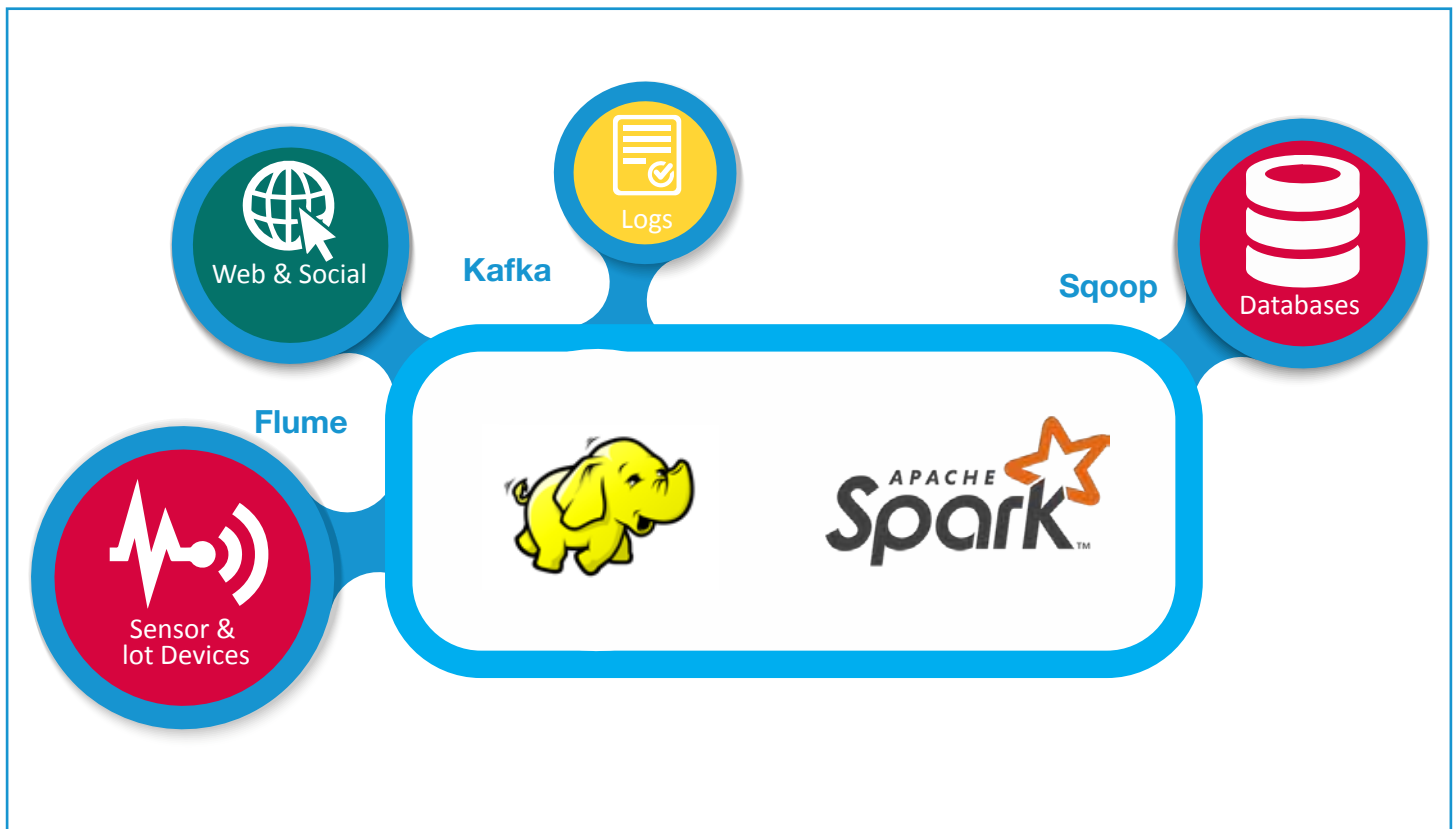 Logs
Web & Social
Kafka
Sqoop
Databases
Flume
APACHE
Spark
TM
Sensor &
Iot Devices